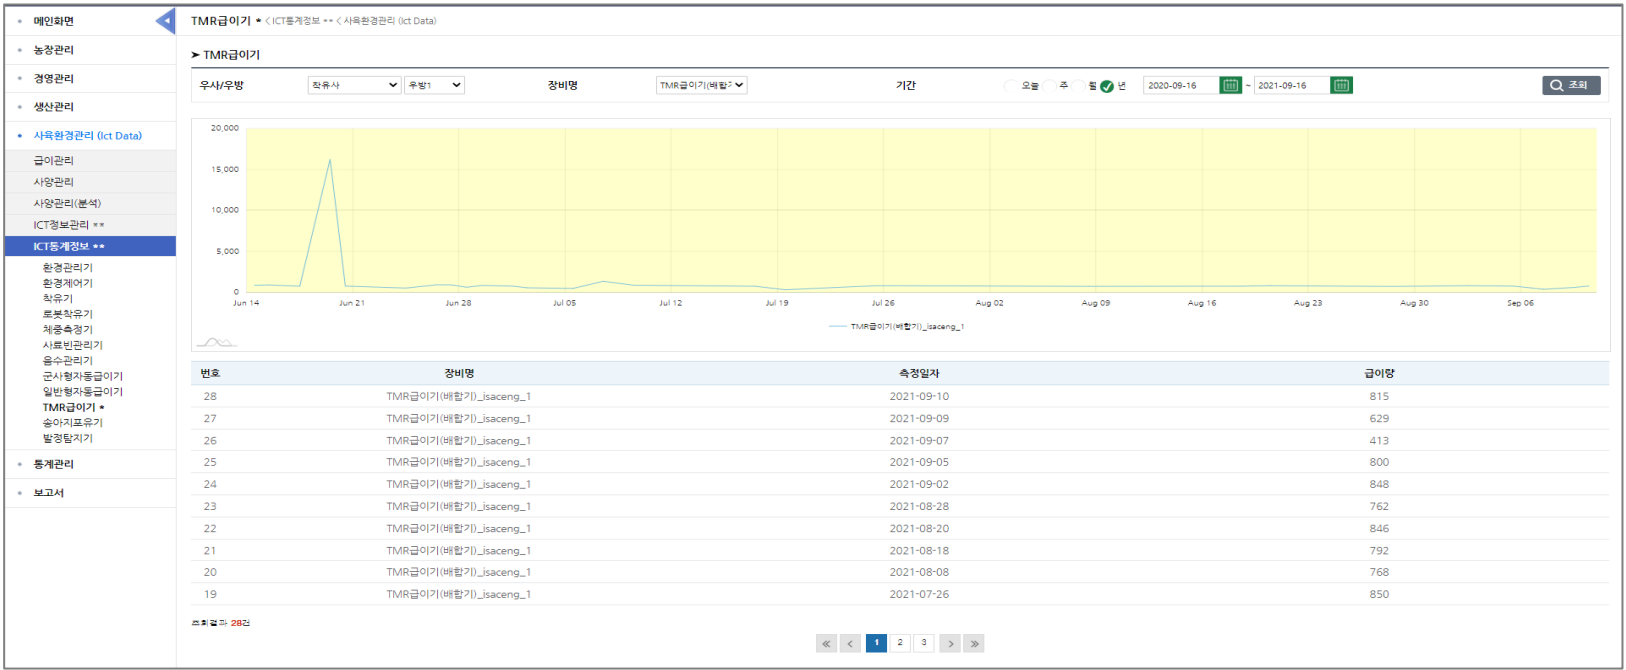 메인화면
농장관리
경영관리
생산관리
사육환경관리 (Ict Data)
급이관리
사양관리
사양관리(분석)
ICT정보관리 **
ICT통계정보 **
환경관리기
환경제어기
착유기
로봇착유기
체중측정기
사료빈관리기
음수관리기
군사형자동급이기
일반형자동급이기
TMR급이기 *
송아지포유기
발정탐지기
통계관리
보고서
TMR급이기 * < ICT통계정보 ** < 사육환경관리 (Ict Data)
➤ TMR급이기
우사/우방 착유사 우방1 장비명 TMR급이기(배합기 기간 오늘 주 월 년 2020-09-16 ~ 2021-09-16 조회
20,000
15,000
10,000
5,000
0
Jun 14 Jun 21 Jun 28 Jul 05 Jul 12 Jul 19 Jul 26 Aug 02 Aug 09 Aug 16 Aug 23 Aug 30 Sep 06
TMR급이기(배합기)_isaceng_1
번호 장비명 측정일자 급이량
28 TMR급이기(배합기)_isaceng_1 2021-09-10 815
27 TMR급이기(배합기)_isaceng_1 2021-09-09 629
26 TMR급이기(배합기)_isaceng_1 2021-09-07 413
25 TMR급이기(배합기)_isaceng_1 2021-09-05 800
24 TMR급이기(배합기)_isaceng_1 2021-09-02 848
23 TMR급이기(배합기)_isaceng_1 2021-08-28 762
22 TMR급이기(배합기)_isaceng_1 2021-08-20 846
21 TMR급이기(배합기)_isaceng_1 2021-08-18 792
20 TMR급이기(배합기)_isaceng_1 2021-08-08 768
19 TMR급이기(배합기)_isaceng_1 2021-07-26 850
조회결과 28건
« < 1 2 3 > »